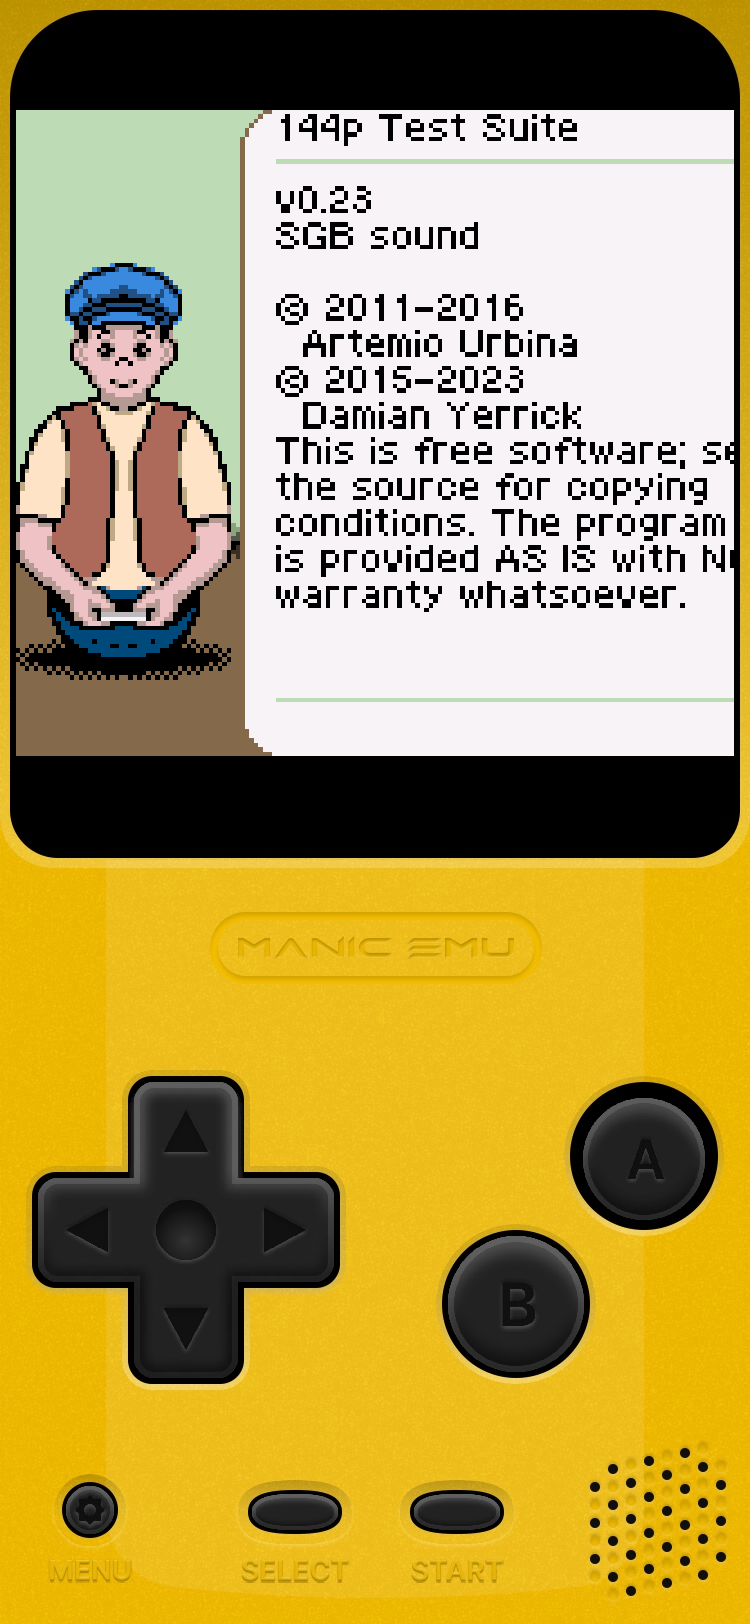 144p Test Suite
v0.23
SGB sound
© 2011-2016
Artemio Urbina
© 2015-2023
Damian Yerrick
This is free software; se
the source for copying
conditions. The program
is provided AS IS with N
warranty whatsoever.
MANIC EMU
A
B
MENU
SELECT
START